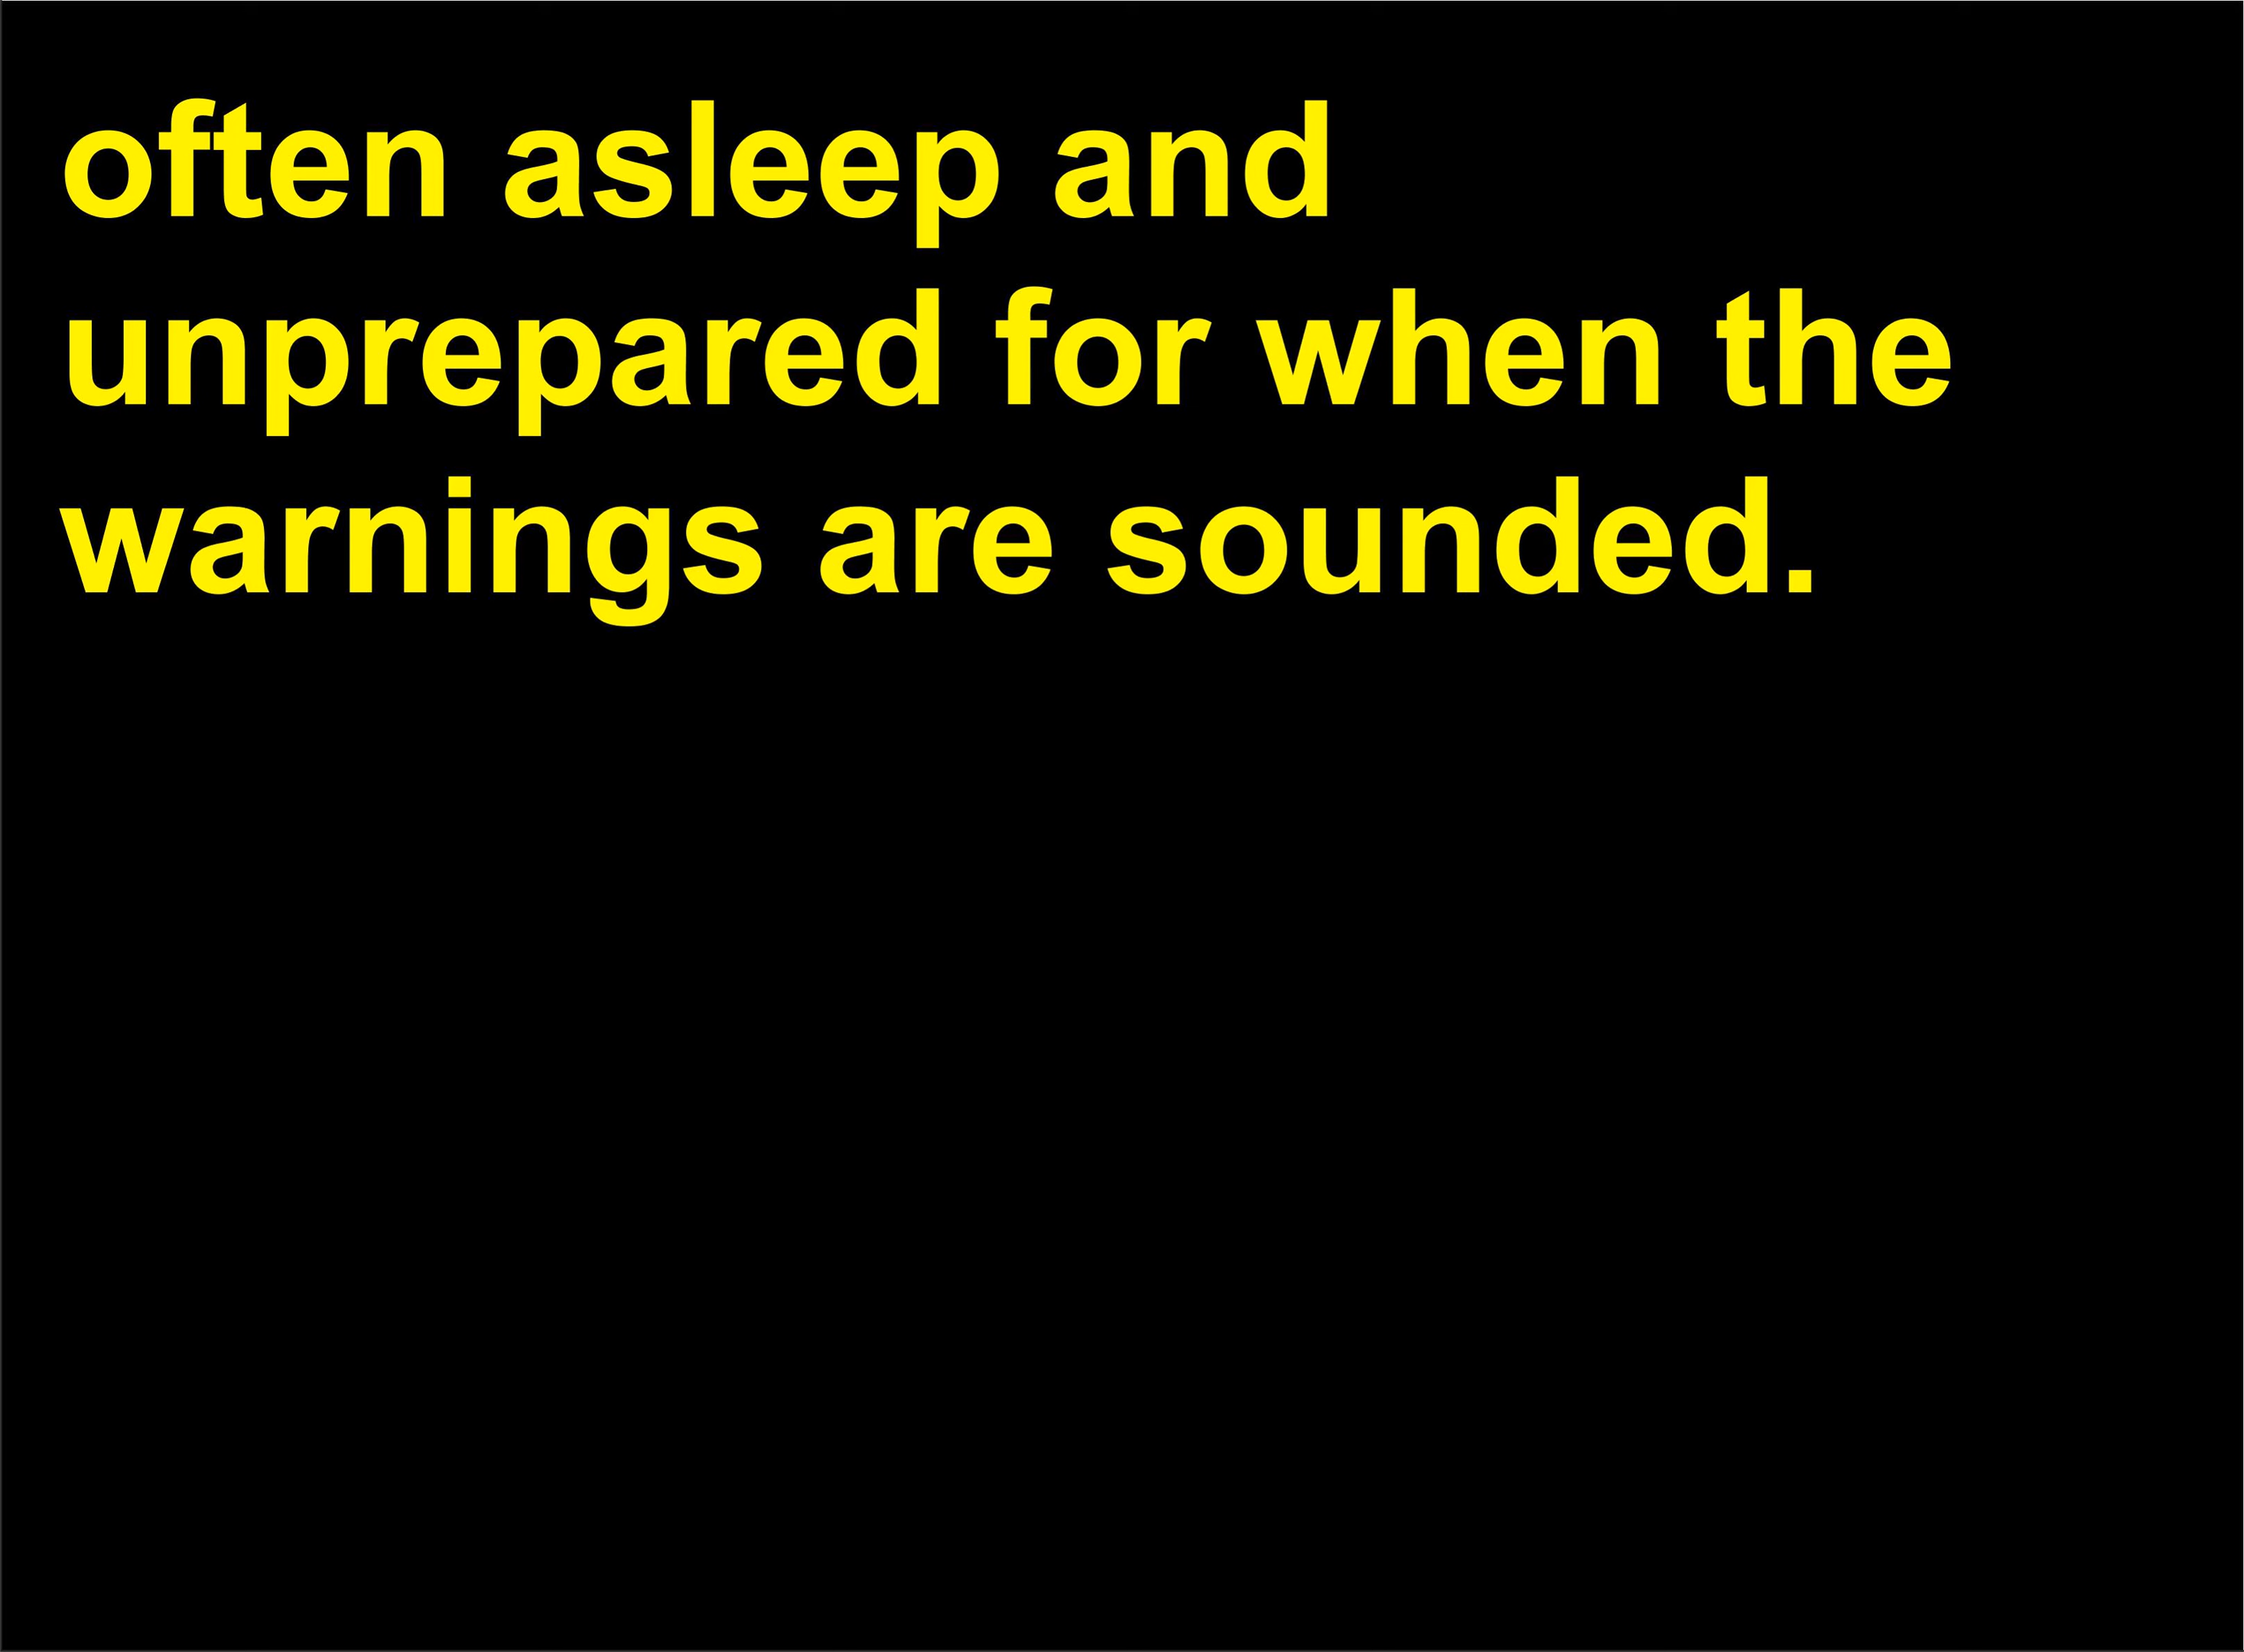 often asleep and
unprepared for when the
warnings are sounded.